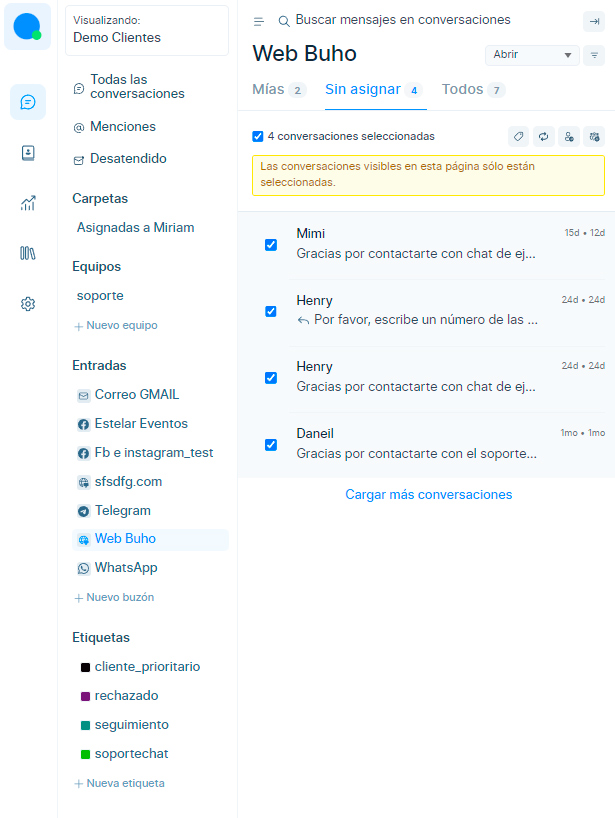 Visualizando:
Demo Clientes
Todas las
conversaciones
Menciones
Desatendido
Carpetas
Asignadas a Miriam
Equipos
soporte
Nuevo equipo
Entradas
Correo GMAIL
Estelar Eventos
Fb e instagram_test
sfsdfg.com
Telegram
Web Buho
WhatsApp
Nuevo buzón
Etiquetas
cliente_prioritario
rechazado
seguimiento
soportechat
Nueva etiqueta
Buscar mensajes en conversaciones
Web Buho
Abrir
Mías 2 Sin asignar 4 Todos 7
4 conversaciones seleccionadas
Las conversaciones visibles en esta página sólo están
seleccionadas.
Mimi 15d • 12d
Gracias por contactarte con chat de ej...
Henry 24d • 24d
Por favor, escribe un número de las ...
Henry 24d • 24d
Gracias por contactarte con chat de ej...
Daneil 1mo • 1mo
Gracias por contactarte con el soporte...
Cargar más conversaciones